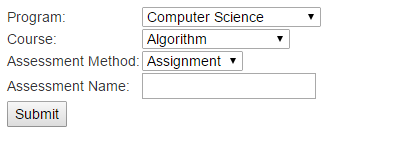 Program: Computer Science
Course: Algorithm
Assessment Method: Assignment
Assessment Name:
Submit